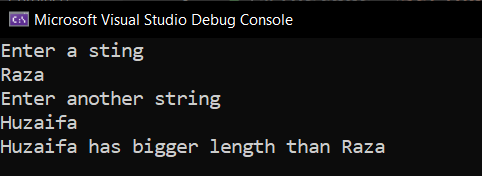 Microsoft Visual Studio Debug Console
Enter a sting
Raza
Enter another string
Huzaifa
Huzaifa has bigger length than Raza